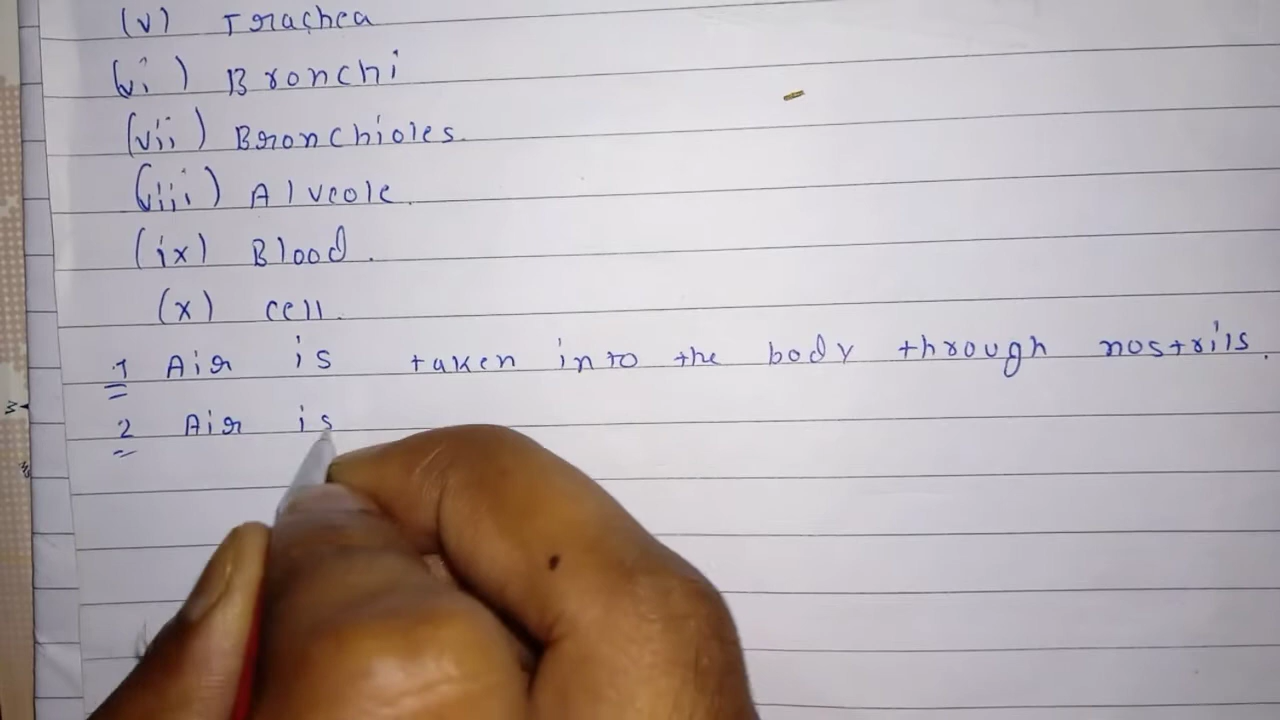 (v) Trachea
(vi) Bronchi
(vii) Bronchioles.
(viii) Alveole.
(ix) Blood.
(x) cell.
1 Air is taken into the body through nostrils.
2 Air is